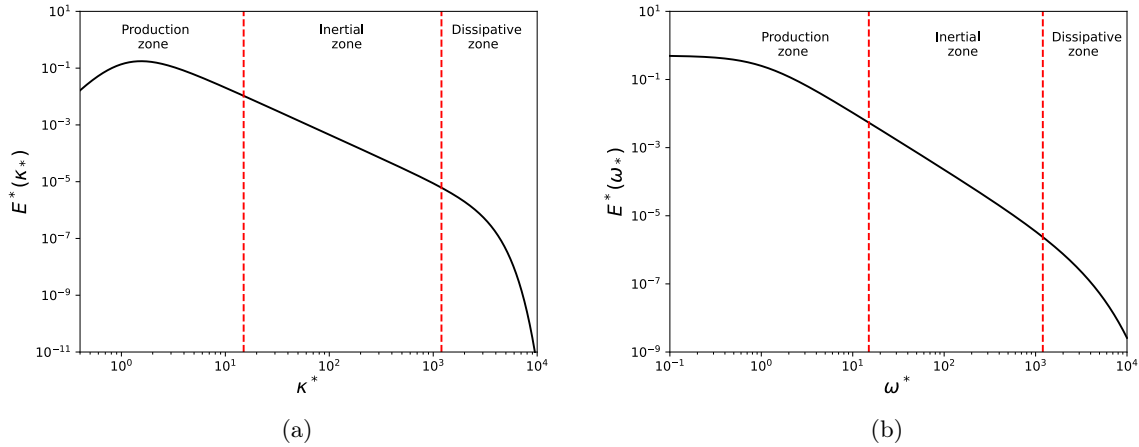 Production zone
Inertial zone
Dissipative zone
10^1
10^{-1}
10^{-3}
10^{-5}
10^{-7}
10^{-9}
10^{-11}
E^*(κ_*)
10^0
10^1
10^2
10^3
10^4
κ^*
(a)
Production zone
Inertial zone
Dissipative zone
10^1
10^{-1}
10^{-3}
10^{-5}
10^{-7}
10^{-9}
E^*(ω_*)
10^{-1}
10^0
10^1
10^2
10^3
10^4
ω^*
(b)